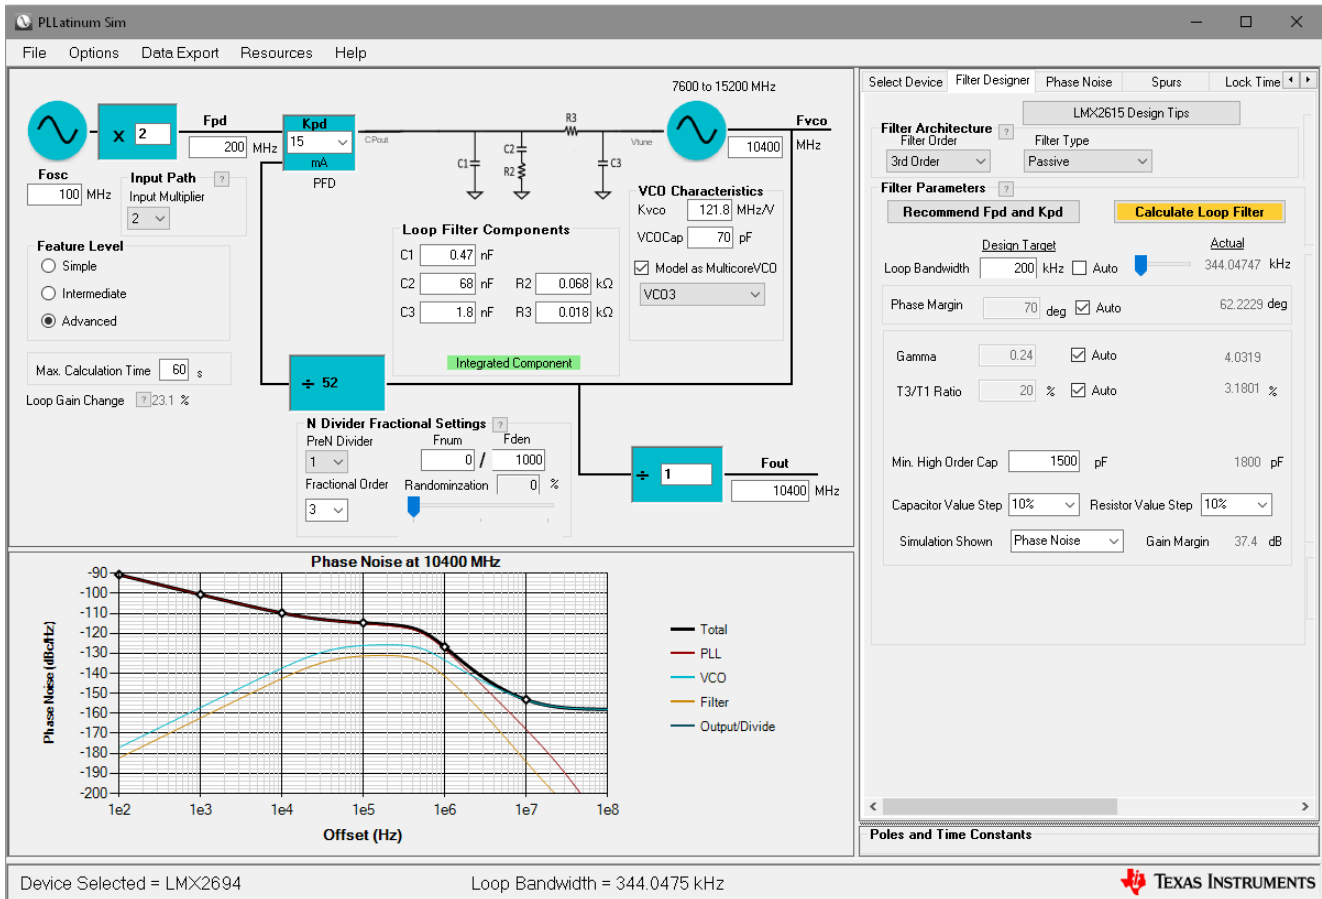 PLLatinum Sim
File Options Data Export Resources Help
7600 to 15200 MHz
x 2
Fpd
200 MHz
Kpd
15
mA
PFD
CPout
C1
C2
R2
R3
C3
Vtune
Fvco
10400 MHz
Fosc
100 MHz
Input Path ?
Input Multiplier
2
Feature Level
Simple
Intermediate
Advanced
Max. Calculation Time 60 s
Loop Gain Change ? 23.1 %
Loop Filter Components
C1 0.47 nF
C2 68 nF R2 0.068 kΩ
C3 1.8 nF R3 0.018 kΩ
Integrated Component
VCO Characteristics
Kvco 121.8 MHz/V
VCOCap 70 pF
Model as MulticoreVCO
VCO3
÷ 52
N Divider Fractional Settings ?
PreN Divider Fnum Fden
1 0 / 1000
Fractional Order Randominzation 0 %
3
÷ 1
Fout
10400 MHz
Phase Noise at 10400 MHz
Phase Noise (dBc/Hz)
-90
-100
-110
-120
-130
-140
-150
-160
-170
-180
-190
-200
1e2 1e3 1e4 1e5 1e6 1e7 1e8
Offset (Hz)
Total
PLL
VCO
Filter
Output/Divide
Select Device Filter Designer Phase Noise Spurs Lock Time
LMX2615 Design Tips
Filter Architecture ?
Filter Order Filter Type
3rd Order Passive
Filter Parameters ?
Recommend Fpd and Kpd Calculate Loop Filter
Design Target Actual
Loop Bandwidth 200 kHz Auto 344.04747 kHz
Phase Margin 70 deg Auto 62.2229 deg
Gamma 0.24 Auto 4.0319
T3/T1 Ratio 20 % Auto 3.1801 %
Min. High Order Cap 1500 pF 1800 pF
Capacitor Value Step 10% Resistor Value Step 10%
Simulation Shown Phase Noise Gain Margin 37.4 dB
Poles and Time Constants
Device Selected = LMX2694 Loop Bandwidth = 344.0475 kHz
TEXAS INSTRUMENTS